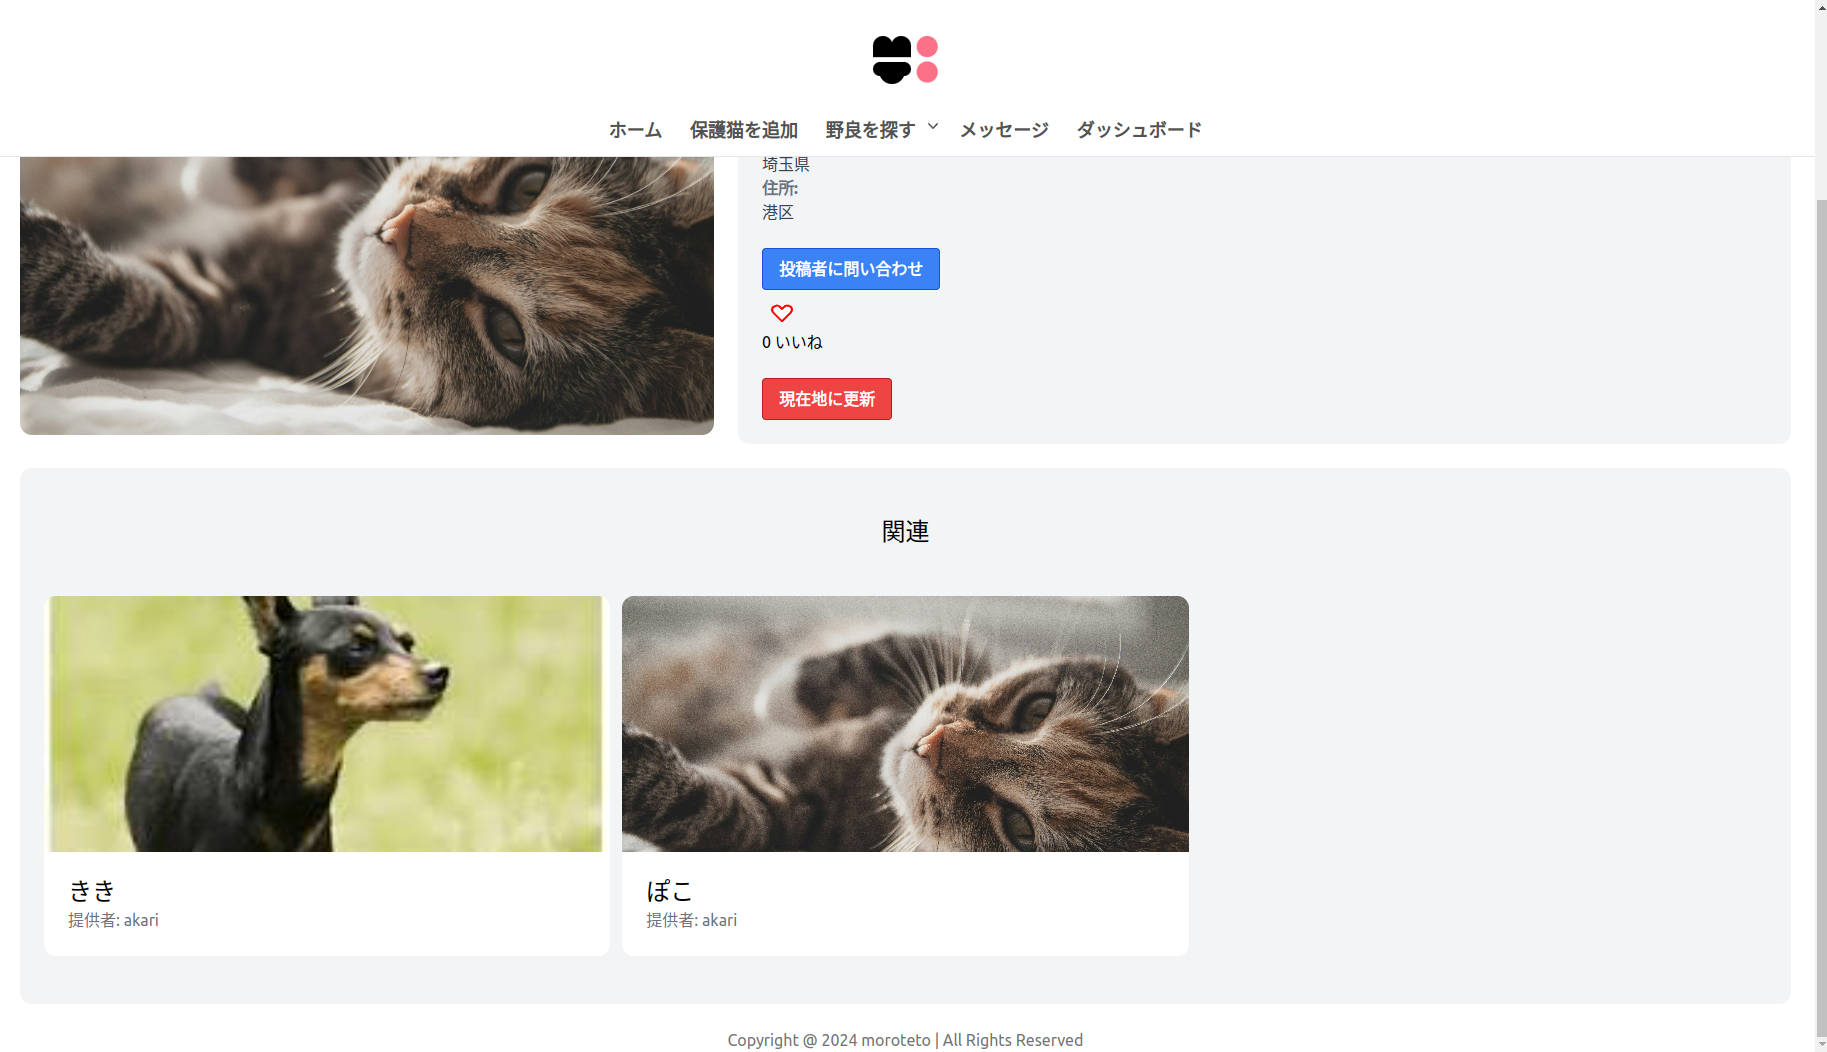 ホーム 保護猫を追加 野良を探す メッセージ ダッシュボード
埼玉県
住所:
港区
投稿者に問い合わせ
0 いいね
現在地に更新
関連
きき
提供者: akari
ぽこ
提供者: akari
Copyright @ 2024 moroteto | All Rights Reserved